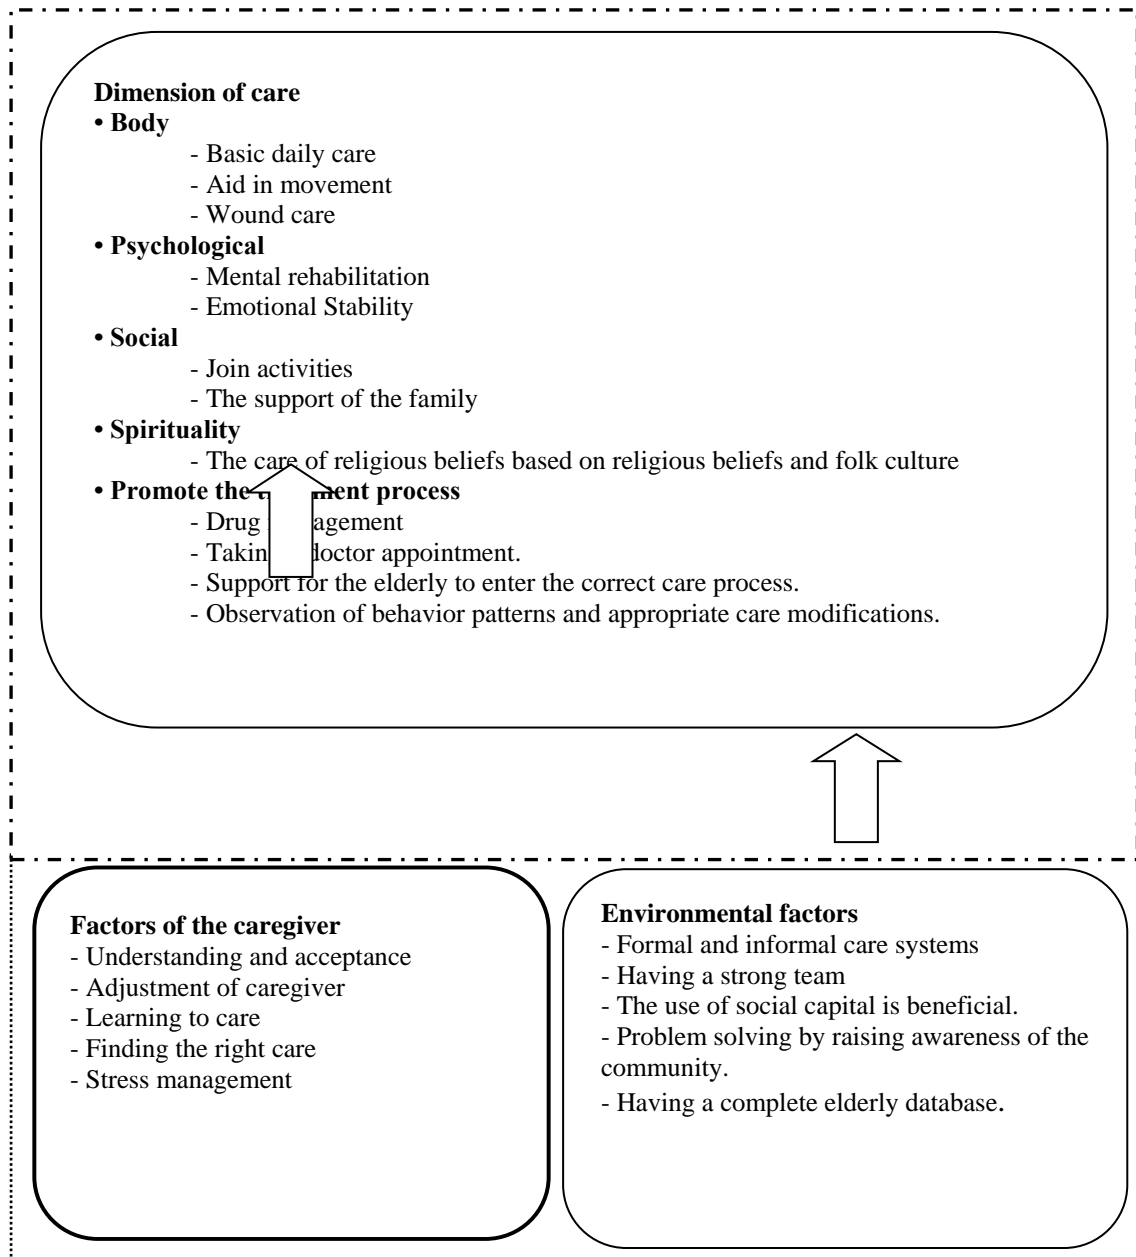 Dimension of care
• Body
- Basic daily care
- Aid in movement
- Wound care
• Psychological
- Mental rehabilitation
- Emotional Stability
• Social
- Join activities
- The support of the family
• Spirituality
- The care of religious beliefs based on religious beliefs and folk culture
• Promote the process
- Drug
- doctor appointment.
- Support for the elderly to enter the correct care process.
- Observation of behavior patterns and appropriate care modifications.
Factors of the caregiver
- Understanding and acceptance
- Adjustment of caregiver
- Learning to care
- Finding the right care
- Stress management
Environmental factors
- Formal and informal care systems
- Having a strong team
- The use of social capital is beneficial.
- Problem solving by raising awareness of the
community.
- Having a complete elderly database.